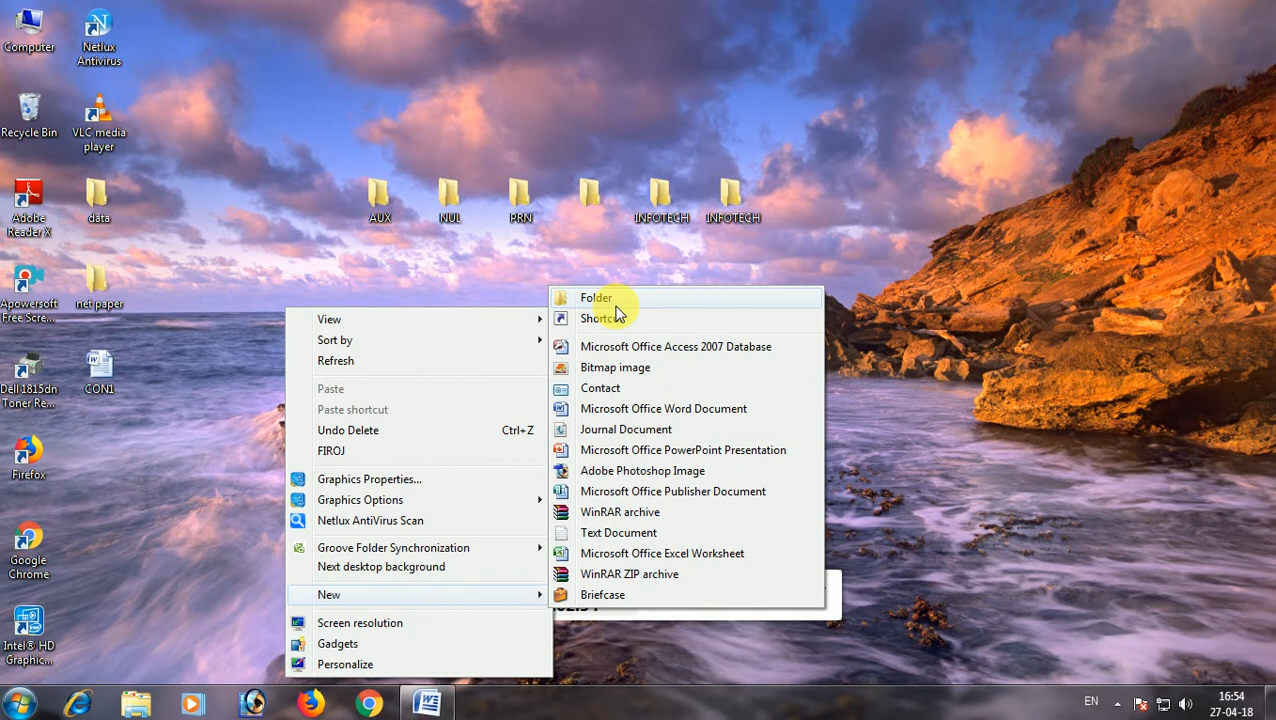 Computer
Netlux
Antivirus
Recycle Bin
VLC media
player
Adobe
Reader X
data
AUX
NUL
PRN
INFOTECH
INFOTECH
Apowersoft
Free Scre...
net paper
Dell 1815dn
Toner Re...
CON1
Firefox
Google
Chrome
Intel® HD
Graphic...
View
Sort by
Refresh
Paste
Paste shortcut
Undo Delete Ctrl+Z
FIROJ
Graphics Properties...
Graphics Options
Netlux AntiVirus Scan
Groove Folder Synchronization
Next desktop background
New
Screen resolution
Gadgets
Personalize
Folder
Microsoft Office Access 2007 Database
Bitmap image
Contact
Microsoft Office Word Document
Journal Document
Microsoft Office PowerPoint Presentation
Adobe Photoshop Image
Microsoft Office Publisher Document
WinRAR archive
Text Document
Microsoft Office Excel Worksheet
WinRAR ZIP archive
Briefcase
EN
16:54
27-04-18